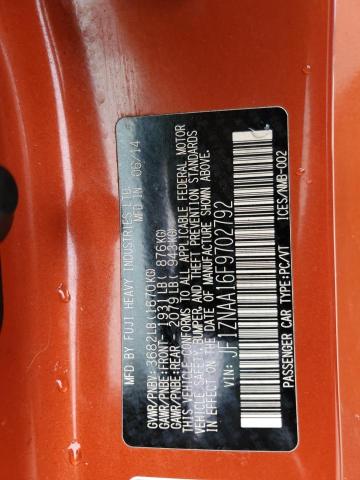 MFD BY FUJI HEAVY INDUSTRIES LTD.
MFD IN 06/14
GVWR/PNBV: 3682LB(1670KG)
GAWR/PNBE:FRONT- 1931LB( 876KG)
GAWR/PNBE:REAR - 2079LB( 943KG)
THIS VEHICLE CONFORMS TO ALL APPLICABLE FEDERAL MOTOR
VEHICLE SAFETY, BUMPER, AND THEFT PREVENTION STANDARDS
IN EFFECT ON THE DATE OF MANUFACTURE SHOWN ABOVE.
VIN: JF1ZNAA16F9702792
ICES/NMB-002
PASSENGER CAR TYPE:PC/VT